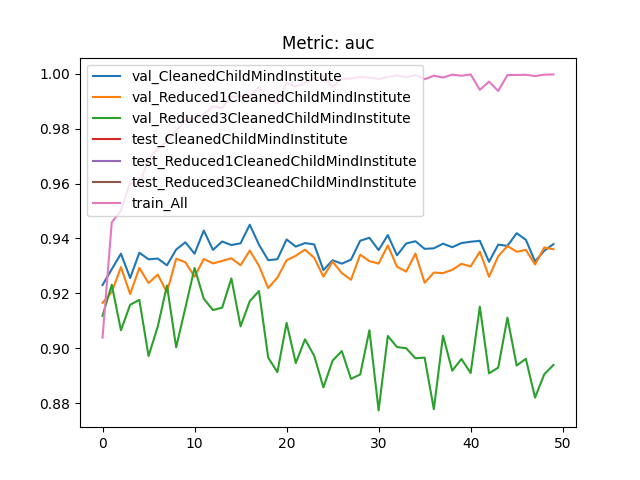 Metric: auc
val_CleanedChildMindInstitute
val_Reduced1CleanedChildMindInstitute
val_Reduced3CleanedChildMindInstitute
test_CleanedChildMindInstitute
test_Reduced1CleanedChildMindInstitute
test_Reduced3CleanedChildMindInstitute
train_All
1.00
0.98
0.96
0.94
0.92
0.90
0.88
0 10 20 30 40 50